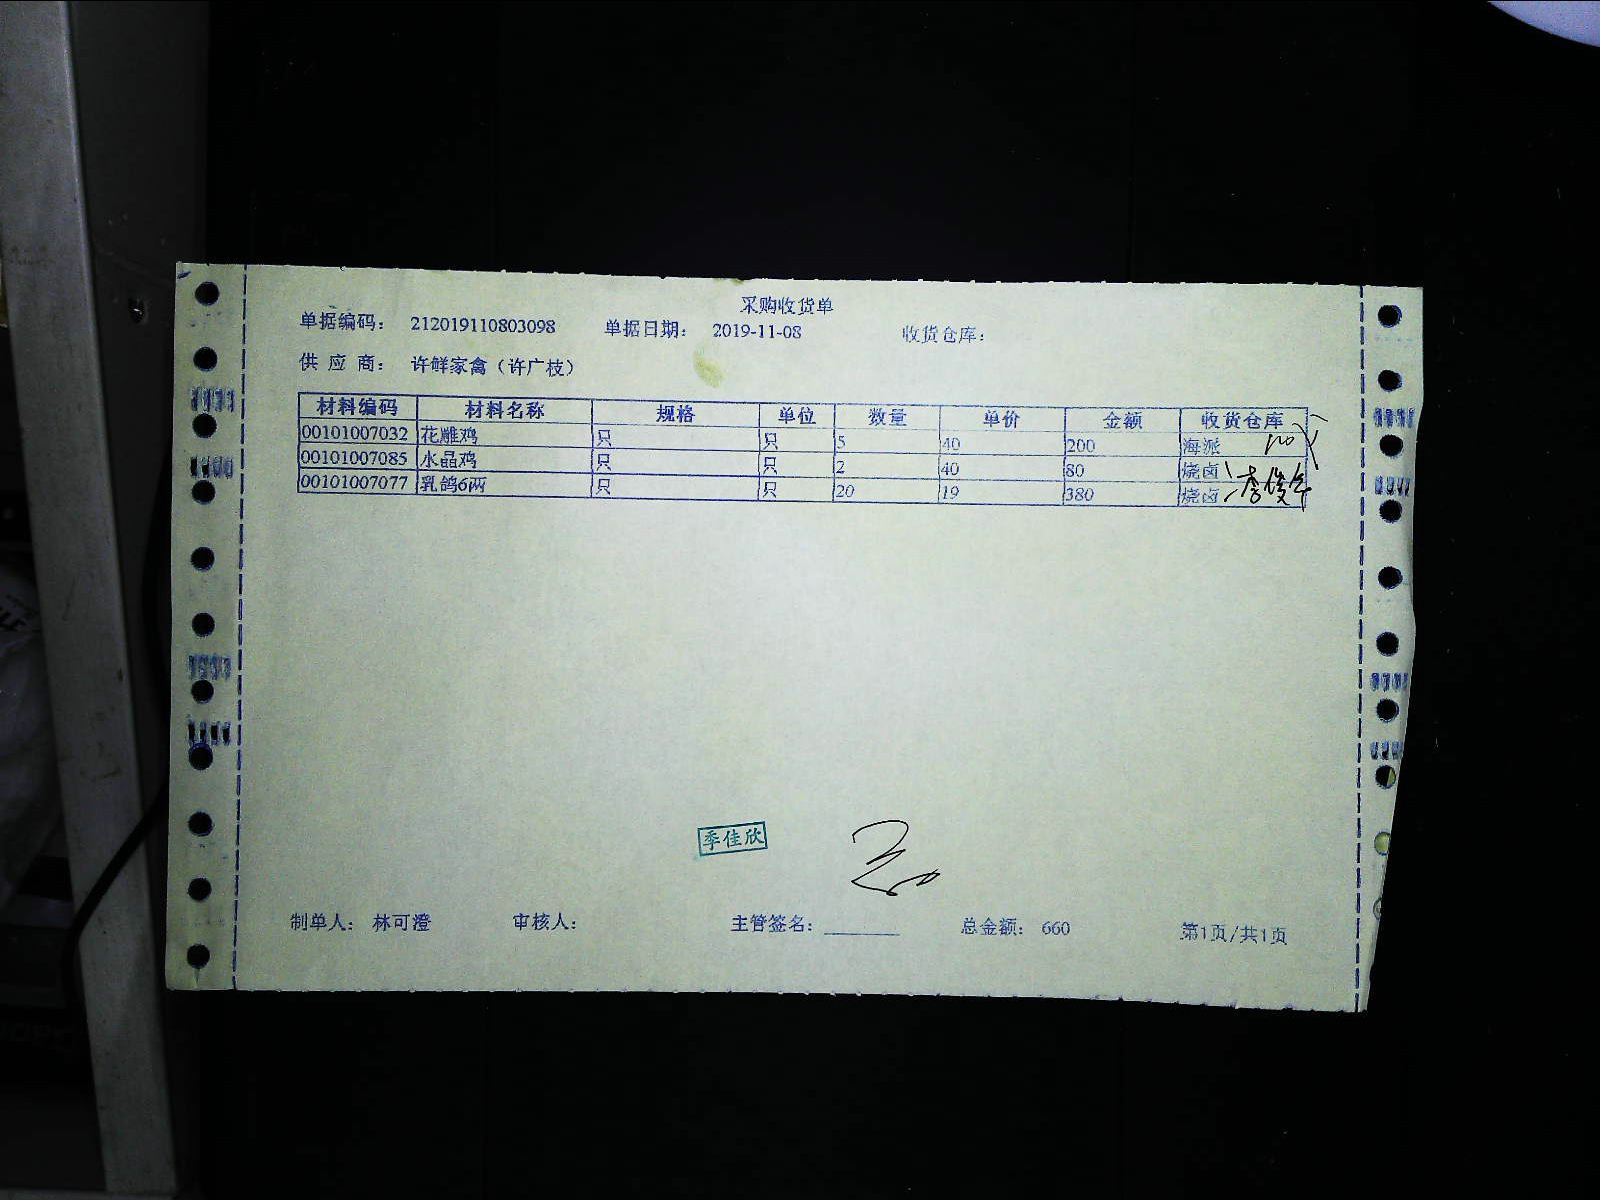 采购收货单
单据编码： 212019110803098 单据日期： 2019-11-08 收货仓库：
供 应 商： 许鲜家禽（许广枝）
材料编码 材料名称 规格 单位 数量 单价 金额 收货仓库
00101007032 花雕鸡 只 只 5 40 200 海派
00101007085 水晶鸡 只 只 2 40 80 烧卤
00101007077 乳鸽6两 只 只 20 19 380 烧卤
季佳欣
制单人： 林可澄 审核人： 主管签名： 总金额： 660 第1页/共1页